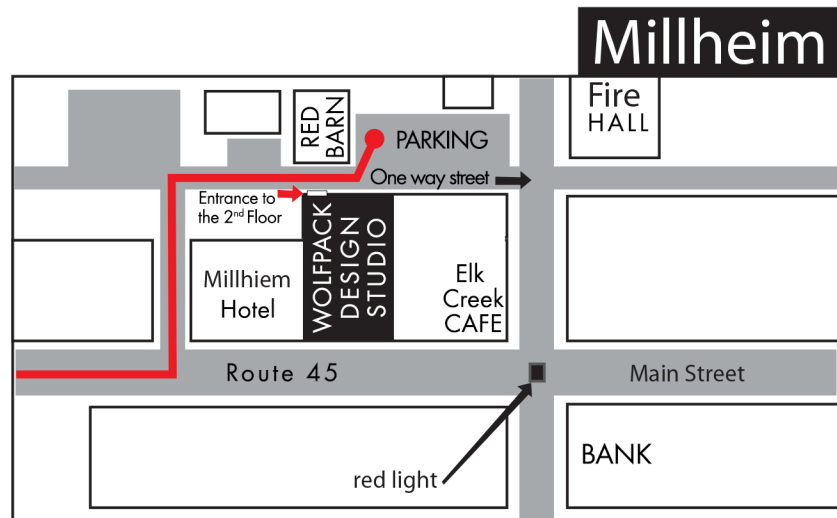 Millheim
Fire
HALL
RED
BARN
PARKING
One way street
Entrance to
the 2nd Floor
WOLFPACK
DESIGN
STUDIO
Millhiem
Hotel
Elk
Creek
CAFE
Route 45
Main Street
red light
BANK